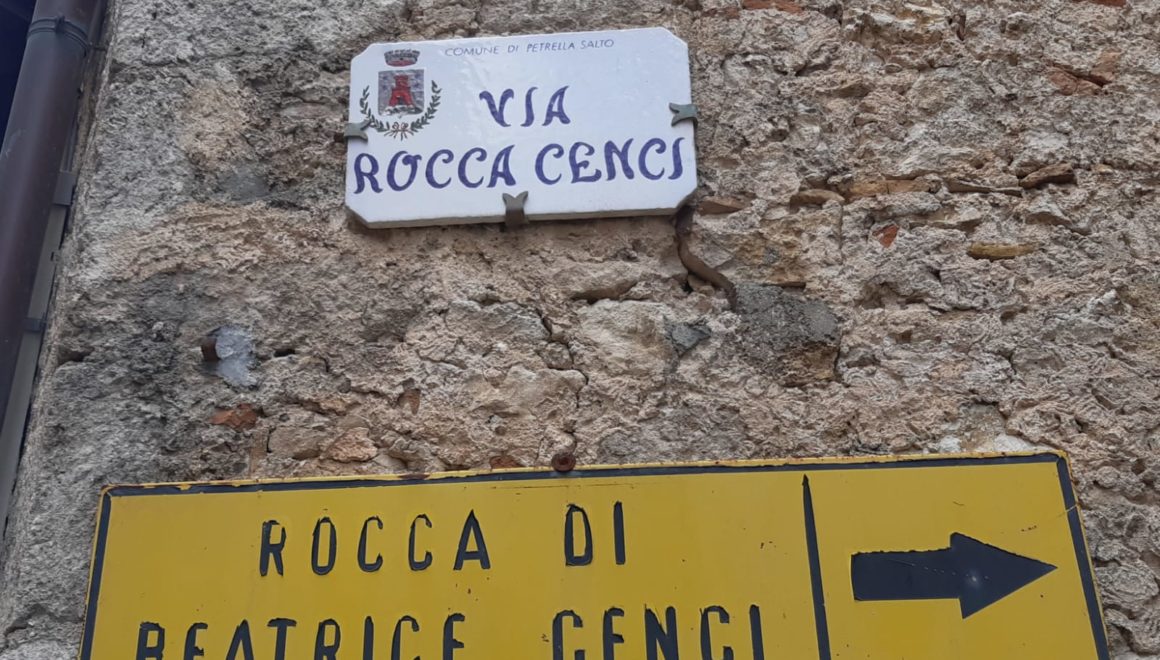 COMUNE DI PETRELLA SALTO
VIA
ROCCA CENCI
ROCCA DI
BEATRICE CENCI